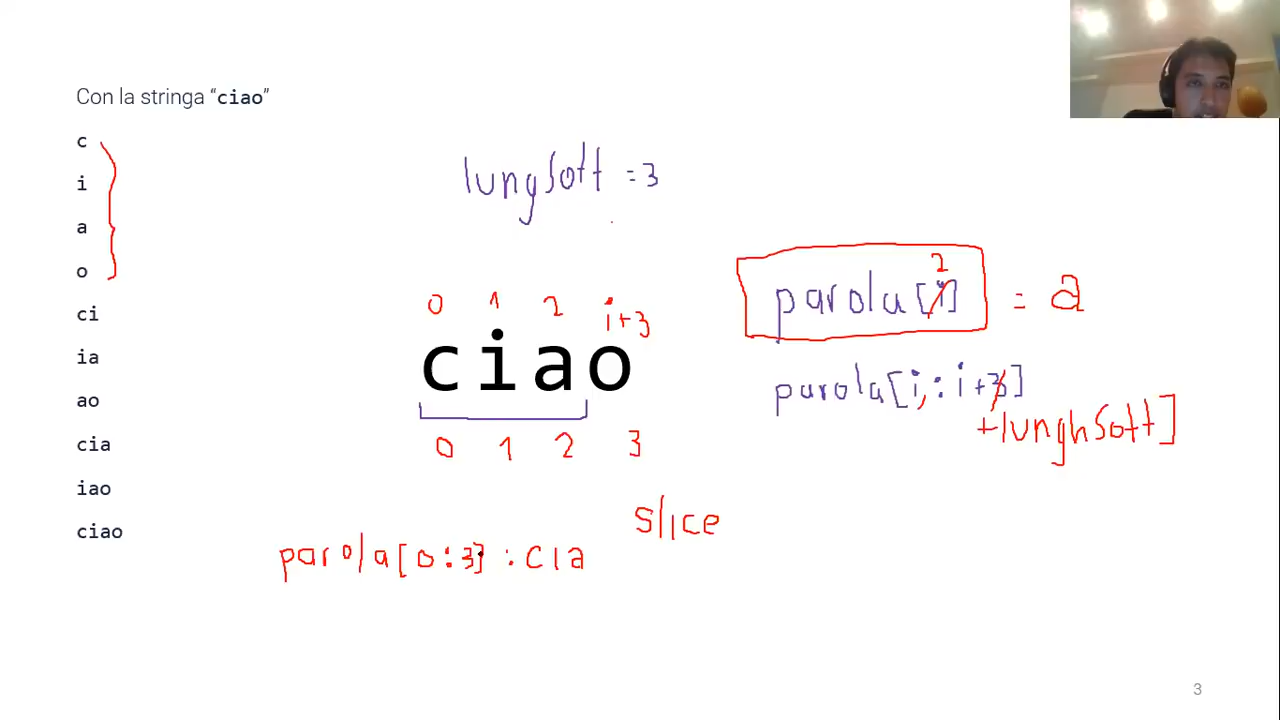 Con la stringa “ciao”
c
i
a
o
ci
ia
ao
cia
iao
ciao
lungSott = 3
0 1 2 i+3
ciao
0 1 2 3
parola[i] = a
2
parola[i,:i+3]
+lunghSott]
slice
parola[0:3] : cia
3